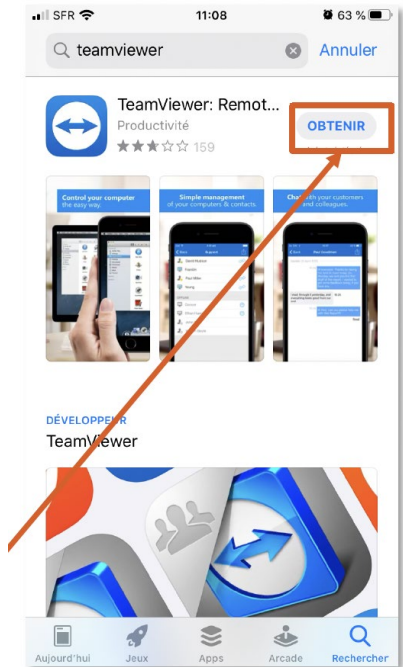 SFR 11:08 63 %
teamviewer Annuler
TeamViewer: Remot...
Productivité
OBTENIR
159
Control your computer
the easy way.
Simple management
of your computers & contacts.
with your customers
and colleagues.
DÉVELOPPEUR
TeamViewer
Aujourd'hui Jeux Apps Arcade Rechercher